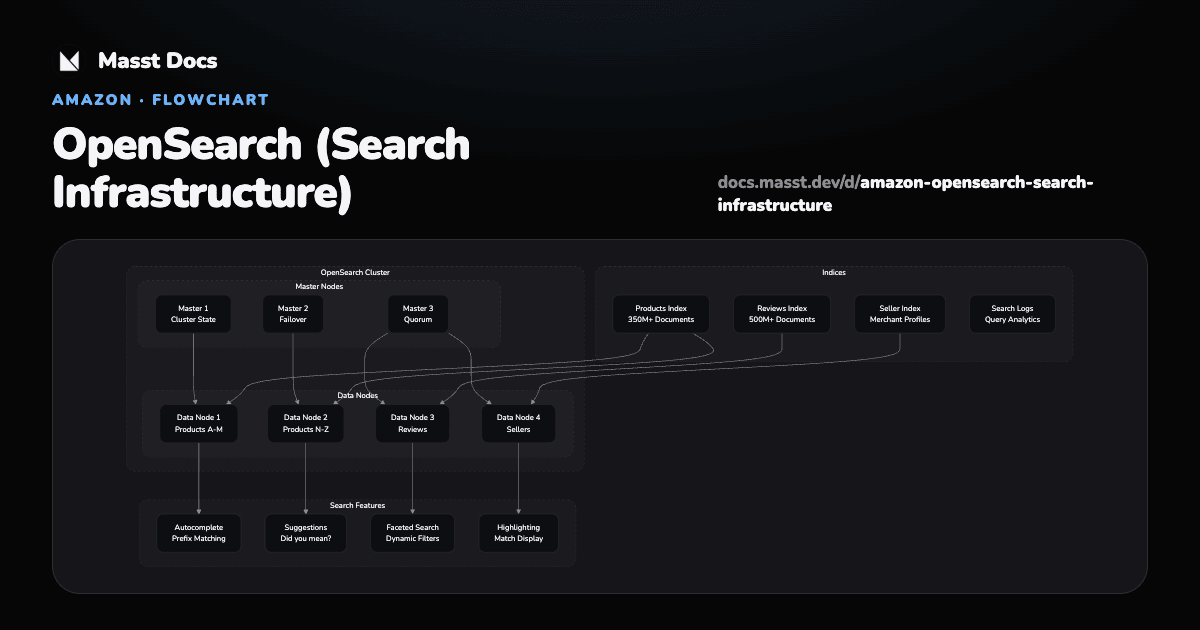 Masst Docs
AMAZON · FLOWCHART
OpenSearch (Search
Infrastructure)
docs.masst.dev/d/amazon-opensearch-search-
infrastructure
OpenSearch Cluster
Master Nodes
Master 1
Cluster State
Master 2
Failover
Master 3
Quorum
Indices
Products Index
350M+ Documents
Reviews Index
500M+ Documents
Seller Index
Merchant Profiles
Search Logs
Query Analytics
Data Nodes
Data Node 1
Products A-M
Data Node 2
Products N-Z
Data Node 3
Reviews
Data Node 4
Sellers
Search Features
Autocomplete
Prefix Matching
Suggestions
Did you mean?
Faceted Search
Dynamic Filters
Highlighting
Match Display